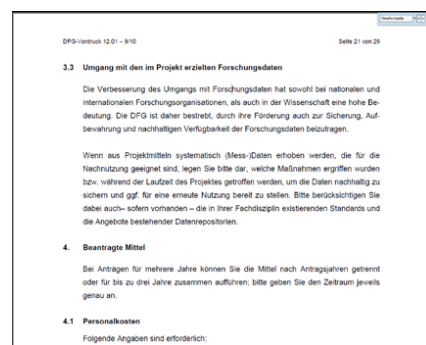 DFG-Vordruck 12.01 – 9/10 Seite 21 von 29
3.3 Umgang mit den im Projekt erzielten Forschungsdaten
Die Verbesserung des Umgangs mit Forschungsdaten hat sowohl bei nationalen und
internationalen Forschungsorganisationen, als auch in der Wissenschaft eine hohe Be-
deutung. Die DFG ist daher bestrebt, durch ihre Förderung auch zur Sicherung, Auf-
bewahrung und nachhaltigen Verfügbarkeit der Forschungsdaten beizutragen.
Wenn aus Projektmitteln systematisch (Mess-)Daten erhoben werden, die für die
Nachnutzung geeignet sind, legen Sie bitte dar, welche Maßnahmen ergriffen wurden
bzw. während der Laufzeit des Projektes getroffen werden, um die Daten nachhaltig zu
sichern und ggf. für eine erneute Nutzung bereit zu stellen. Bitte berücksichtigen Sie
dabei auch– sofern vorhanden – die in Ihrer Fachdisziplin existierenden Standards und
die Angebote bestehender Datenrepositorien.
4. Beantragte Mittel
Bei Anträgen für mehrere Jahre können Sie die Mittel nach Antragsjahren getrennt
oder für bis zu drei Jahre zusammen aufführen; bitte geben Sie den Zeitraum jeweils
genau an.
4.1 Personalkosten
Folgende Angaben sind erforderlich: